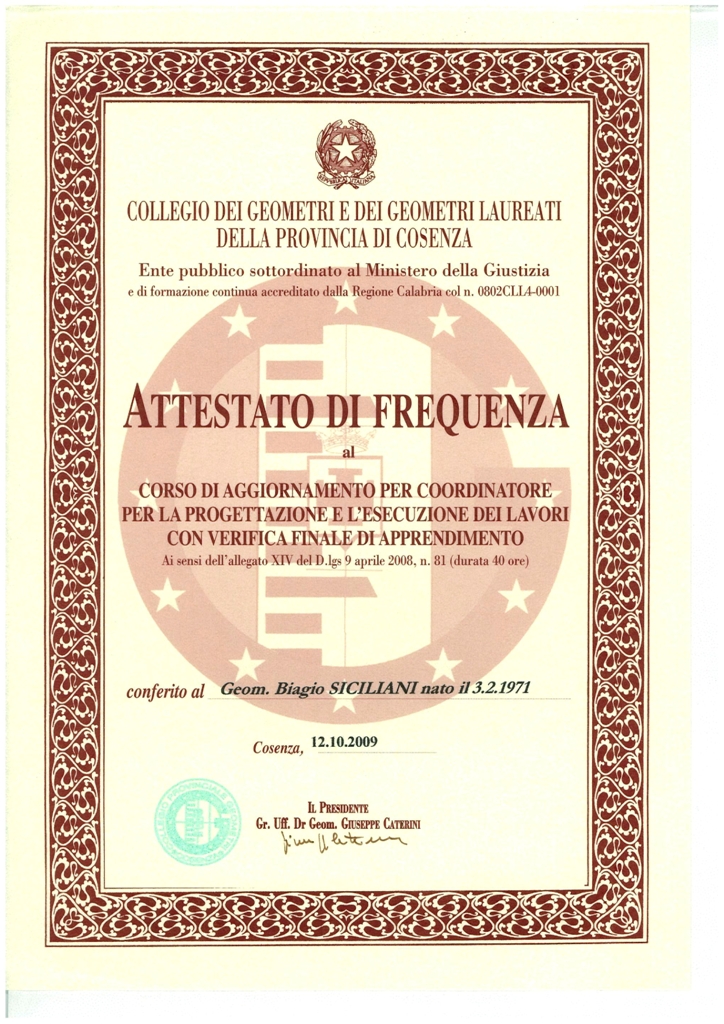 REPVBBLICA ITALIANA
COLLEGIO DEI GEOMETRI E DEI GEOMETRI LAUREATI
DELLA PROVINCIA DI COSENZA
Ente pubblico sottordinato al Ministero della Giustizia
e di formazione continua accreditato dalla Regione Calabria col n. 0802CLL4-0001
ATTESTATO DI FREQUENZA
al
CORSO DI AGGIORNAMENTO PER COORDINATORE
PER LA PROGETTAZIONE E L'ESECUZIONE DEI LAVORI
CON VERIFICA FINALE DI APPRENDIMENTO
Ai sensi dell'allegato XIV del D.lgs 9 aprile 2008, n. 81 (durata 40 ore)
conferito al Geom. Biagio SICILIANI nato il 3.2.1971
Cosenza, 12.10.2009
IL PRESIDENTE
Gr. Uff. Dr Geom. GIUSEPPE CATERINI